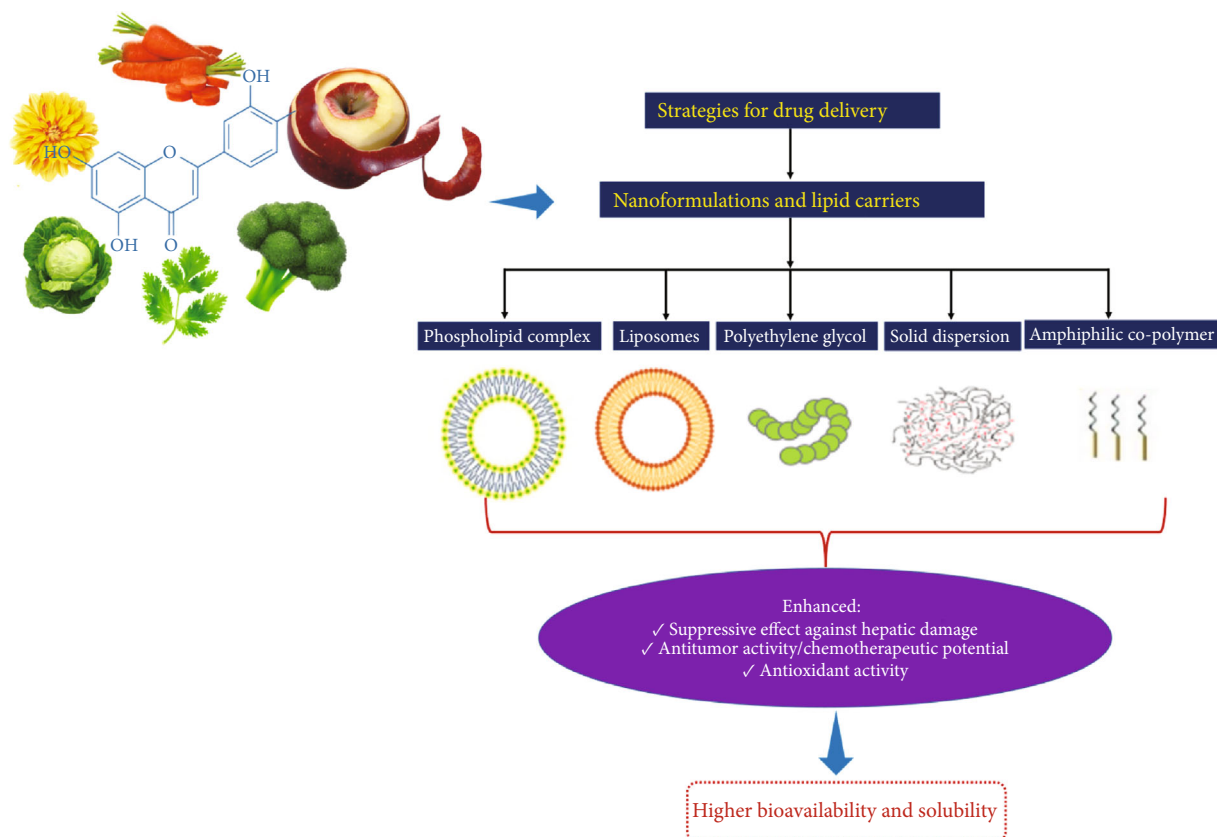 OH
HO
O
OH
O
Strategies for drug delivery
Nanoformulations and lipid carriers
Phospholipid complex
Liposomes
Polyethylene glycol
Solid dispersion
Amphiphilic co-polymer
Enhanced:
✓ Suppressive effect against hepatic damage
✓ Antitumor activity/chemotherapeutic potential
✓ Antioxidant activity
Higher bioavailability and solubility